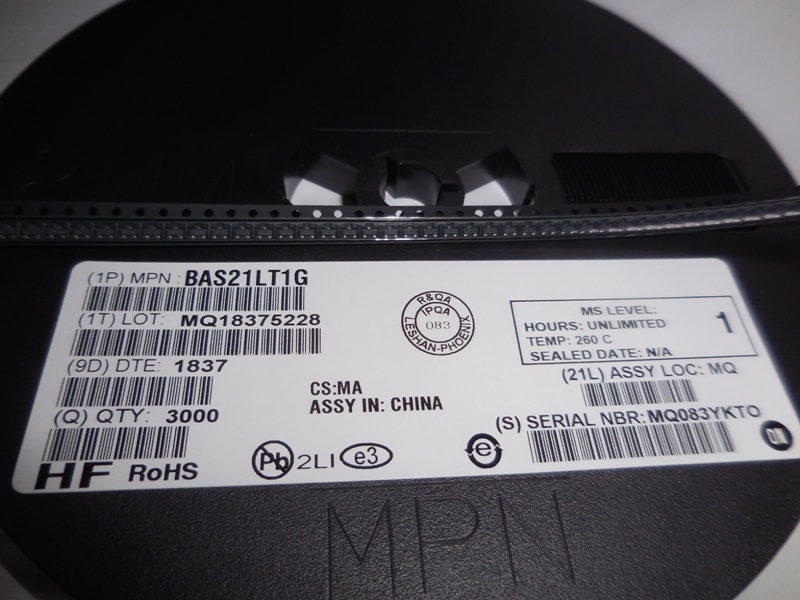 (1P) MPN : BAS21LT1G
(1T) LOT: MQ18375228
(9D) DTE: 1837
(Q) QTY: 3000
HF RoHS
CS:MA
ASSY IN: CHINA
Pb 2LI e3
R&QA
IPQA
083
LESHAN-PHOENIX
MS LEVEL:
HOURS: UNLIMITED
TEMP: 260 C
SEALED DATE: N/A
1
(21L) ASSY LOC: MQ
(S) SERIAL NBR: MQ083YKTO
e
MPN